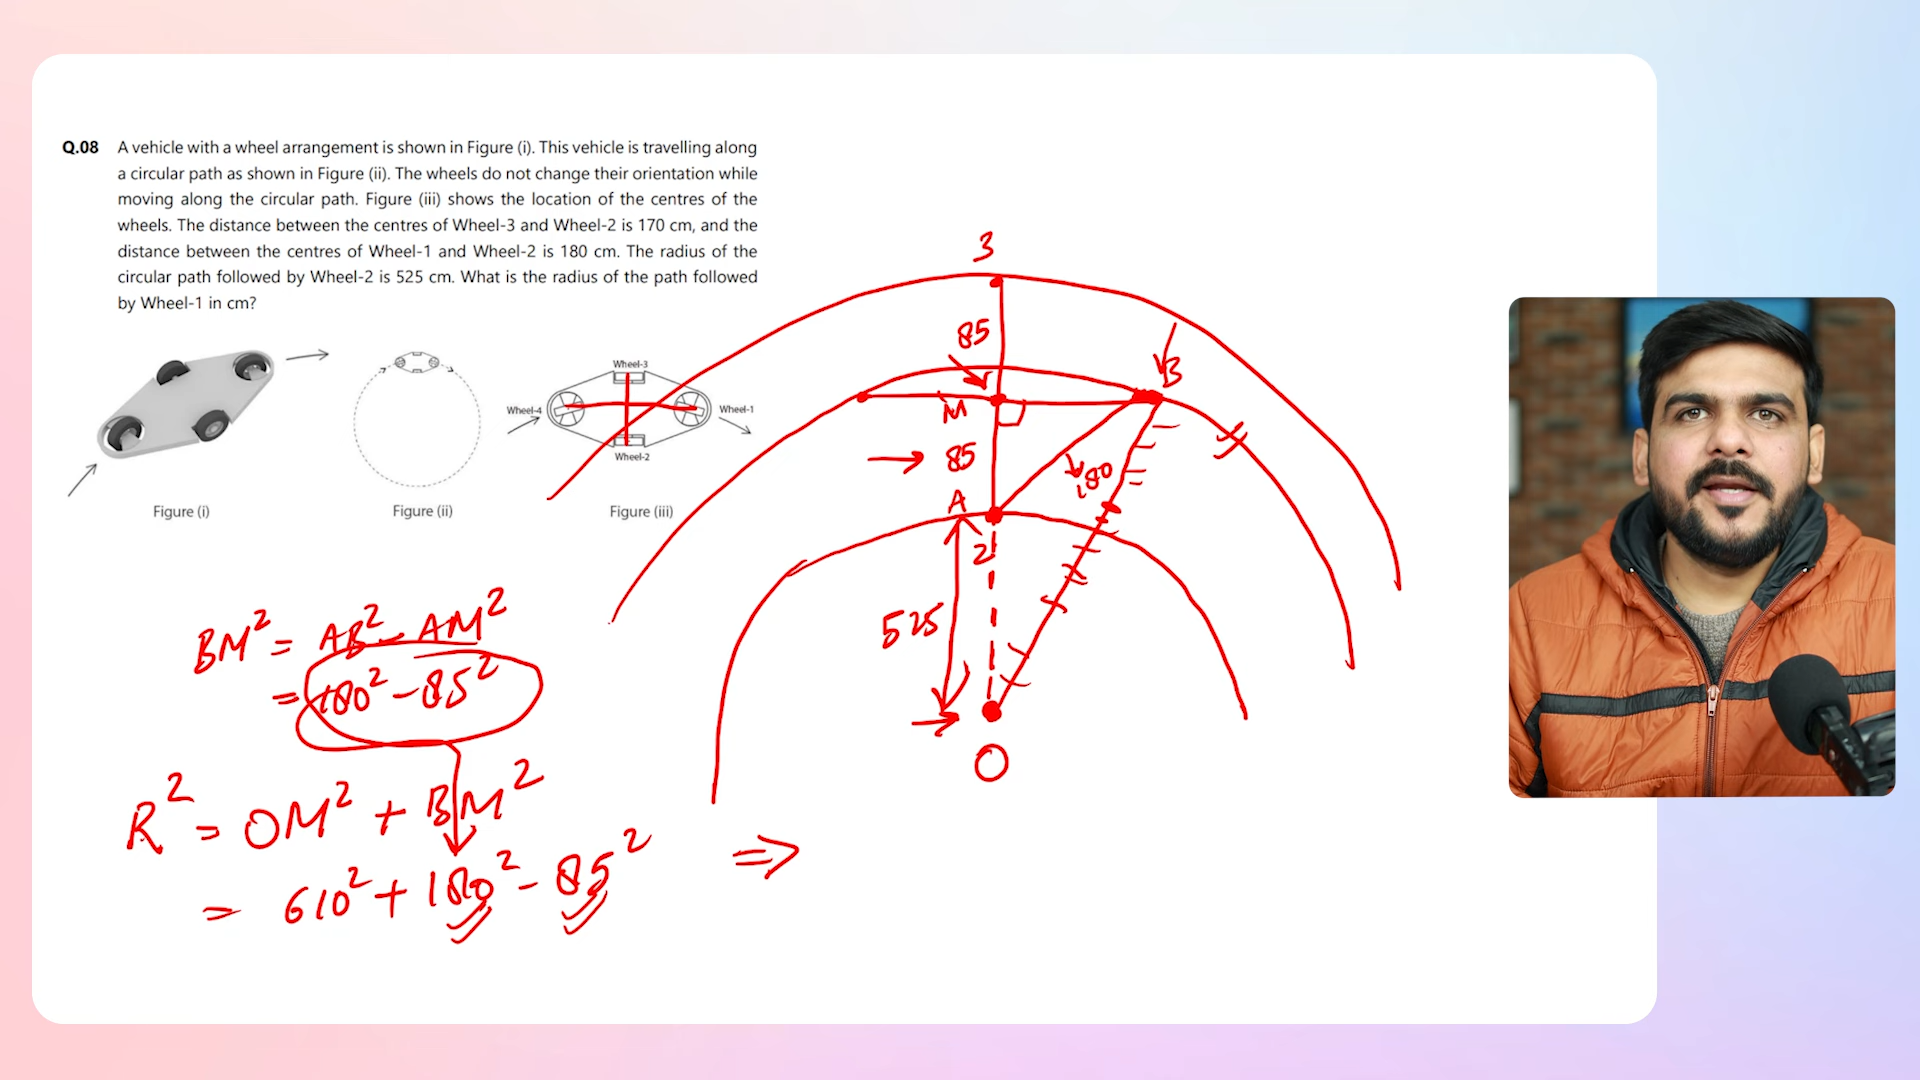 Q.08 A vehicle with a wheel arrangement is shown in Figure (i). This vehicle is travelling along
a circular path as shown in Figure (ii). The wheels do not change their orientation while
moving along the circular path. Figure (iii) shows the location of the centres of the
wheels. The distance between the centres of Wheel-3 and Wheel-2 is 170 cm, and the
distance between the centres of Wheel-1 and Wheel-2 is 180 cm. The radius of the
circular path followed by Wheel-2 is 525 cm. What is the radius of the path followed
by Wheel-1 in cm?
Wheel-3
Wheel-4
Wheel-1
Wheel-2
Figure (i)
Figure (ii)
Figure (iii)
3
85
B
M
85
180
A
2
525
O
BM² = AB² - AM²
= 180² - 85²
R² = OM² + BM²
= 610² + 180² - 85²
⇒